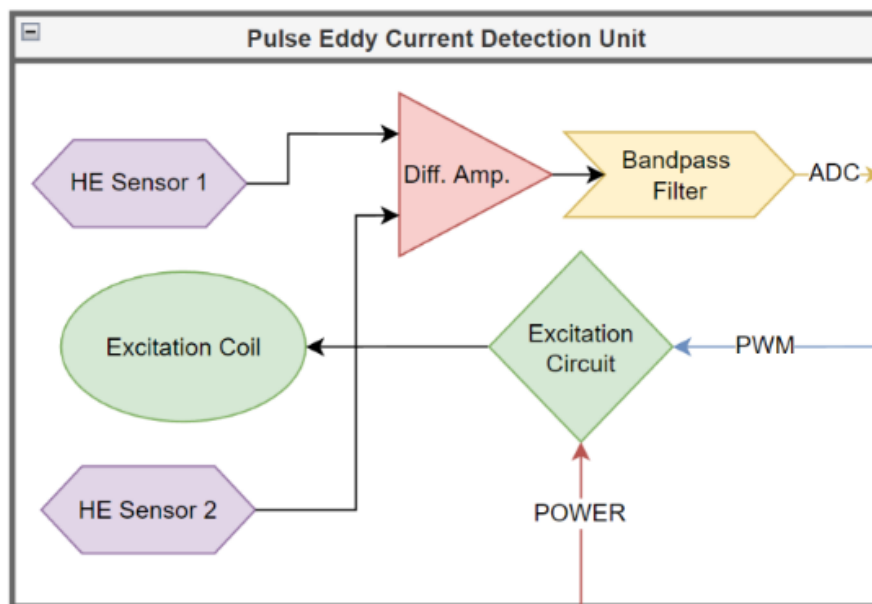 Pulse Eddy Current Detection Unit
HE Sensor 1
Diff. Amp.
Bandpass
Filter
ADC
Excitation Coil
Excitation
Circuit
PWM
HE Sensor 2
POWER